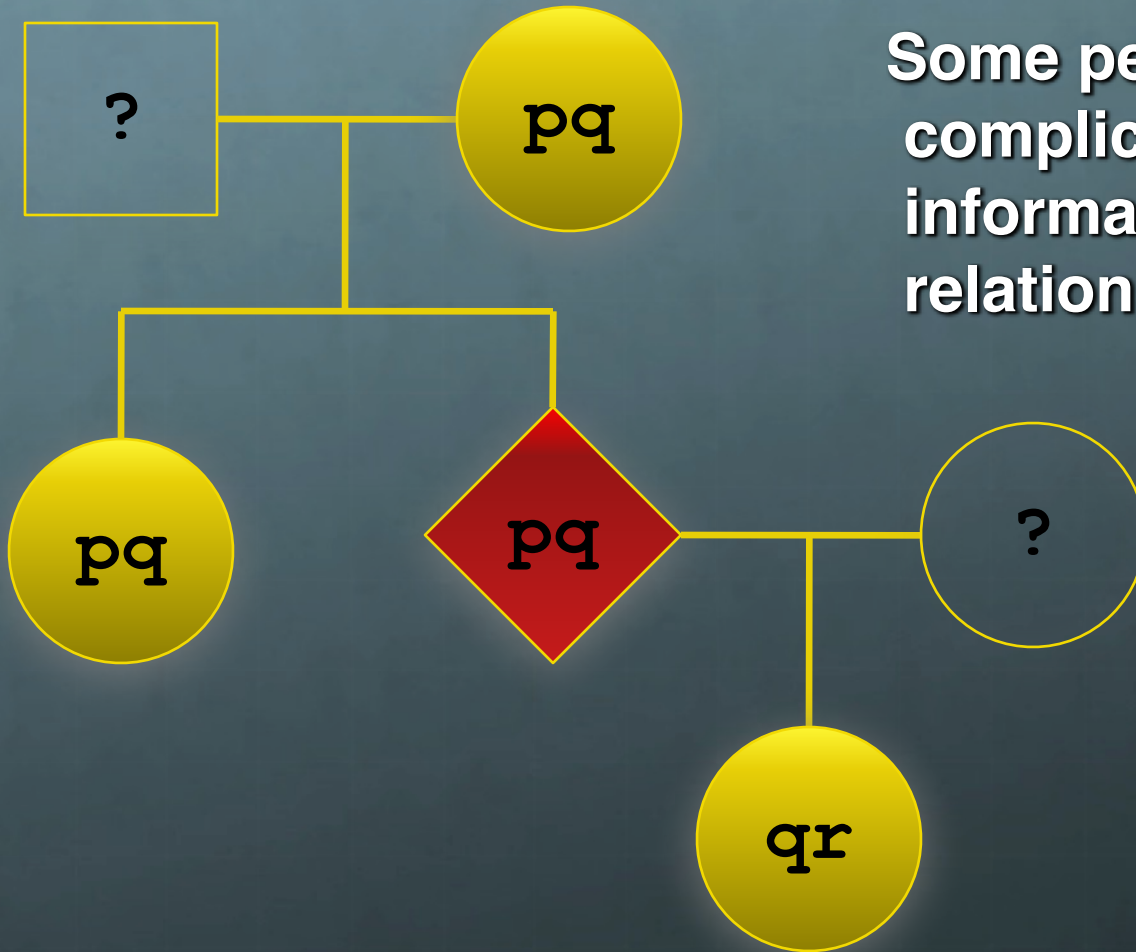 ?
pq
Some pe
complic
informa
relation
pq
pq
?
qr